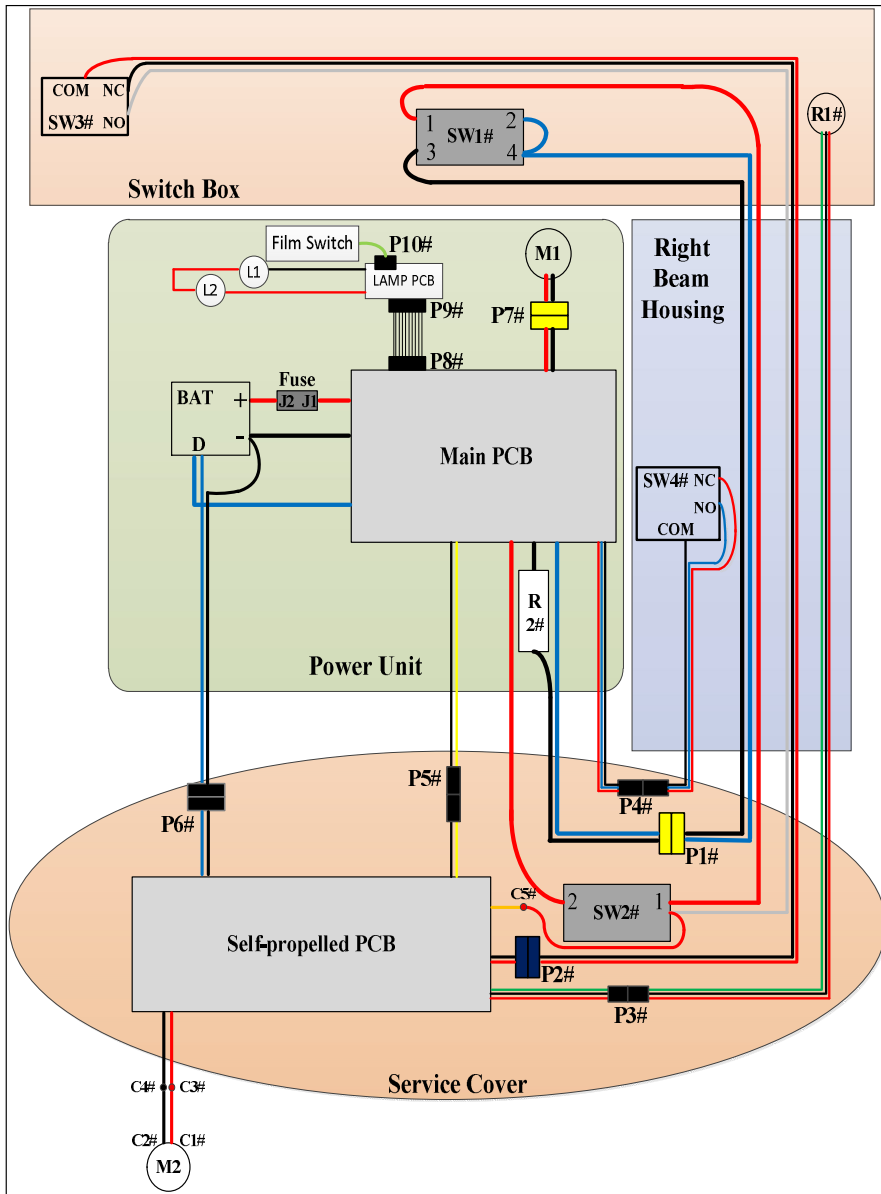 COM NC
SW3# NO
1 SW1# 2
3 4
R1#
Switch Box
Film Switch
P10#
M1
Right
Beam
Housing
L1
LAMP PCB
L2
P9#
P7#
P8#
Fuse
BAT + J2 J1
-
D
Main PCB
SW4# NC
NO
COM
R
2#
Power Unit
P5#
P4#
P6#
P1#
C5#
2 SW2# 1
Self-propelled PCB
P2#
P3#
Service Cover
C4# C3#
C2# C1#
M2